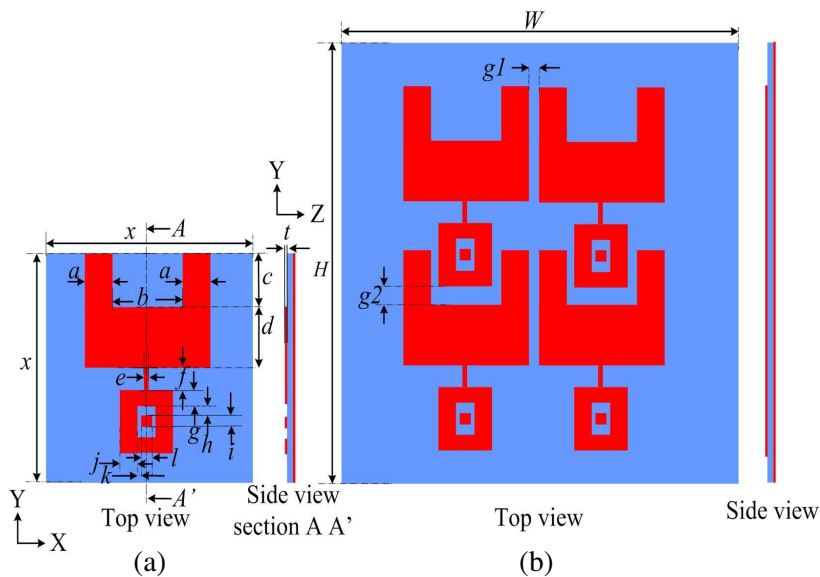 W
g1
Y
Z
x
A
t
H
a
a
c
b
d
x
g2
e
f
g
h
i
j
l
k
A'
Y
X
Top view
Side view
section A A'
Top view
Side view
(a)
(b)